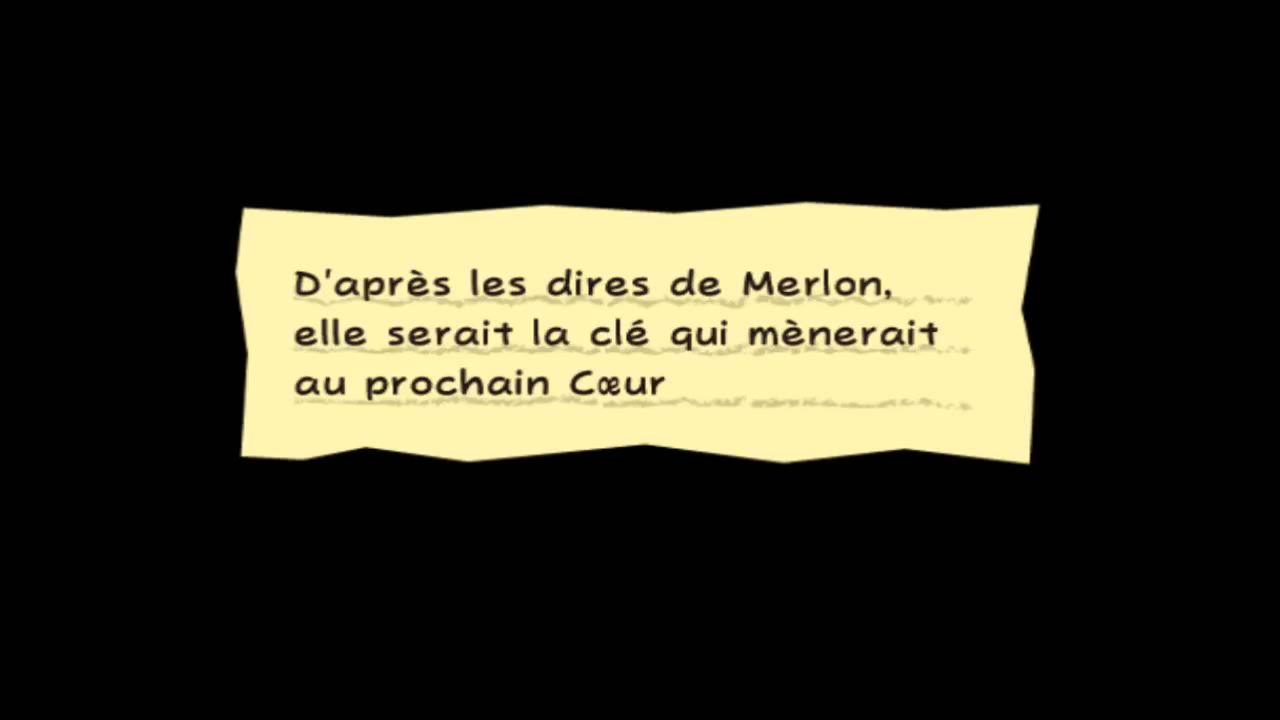 D'après les dires de Merlon,
elle serait la clé qui mènerait
au prochain Cœur